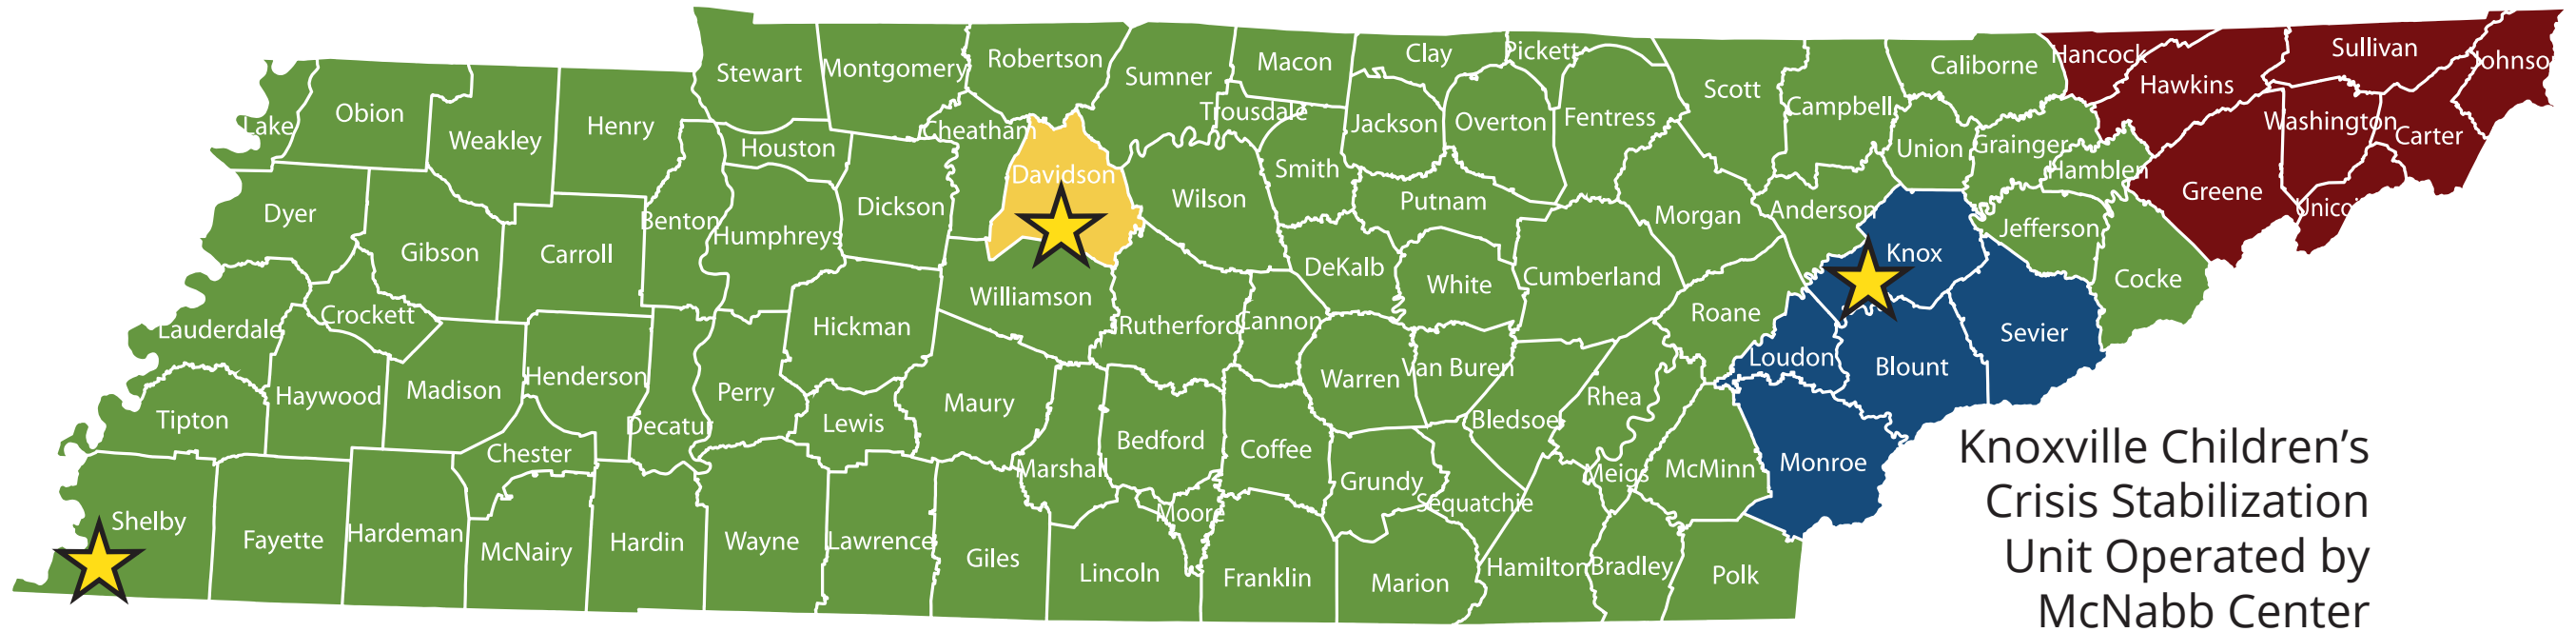 Stewart
Montgomery
Robertson
Sumner
Macon
Clay
Pickett
Scott
Caliborne
Hancock
Hawkins
Sullivan
Johnso
Lake
Obion
Weakley
Henry
Houston
Cheatham
Trousdale
Jackson
Overton
Fentress
Campbell
Union
Grainger
Hamblen
Washington
Carter
Greene
Unicoi
Dyer
Gibson
Carroll
Benton
Humphreys
Dickson
Davidson
Wilson
Smith
Putnam
Morgan
Anderson
Knox
Jefferson
Cocke
Lauderdale
Crockett
Hickman
Williamson
Rutherford
Cannon
DeKalb
White
Cumberland
Roane
Loudon
Blount
Sevier
Tipton
Haywood
Madison
Henderson
Decatur
Perry
Lewis
Maury
Bedford
Coffee
Warren
Van Buren
Bledsoe
Rhea
Meigs
McMinn
Monroe
Shelby
Fayette
Hardeman
Chester
McNairy
Hardin
Wayne
Lawrence
Giles
Marshall
Moore
Lincoln
Franklin
Grundy
Sequatchie
Marion
Hamilton
Bradley
Polk
Knoxville Children’s
Crisis Stabilization
Unit Operated by
McNabb Center